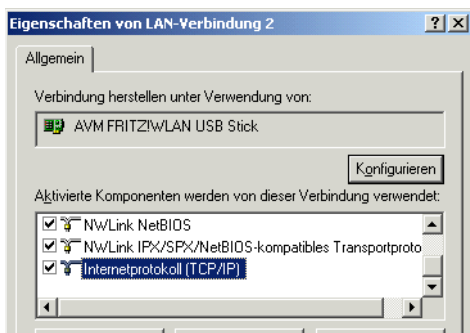 Eigenschaften von LAN-Verbindung 2
Allgemein
Verbindung herstellen unter Verwendung von:
AVM FRITZ!WLAN USB Stick
Konfigurieren
Aktivierte Komponenten werden von dieser Verbindung verwendet:
NWLink NetBIOS
NWLink IPX/SPX/NetBIOS-kompatibles Transportproto
Internetprotokoll (TCP/IP)